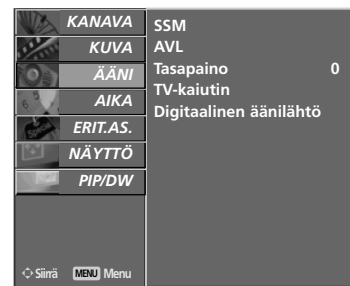 KANAVA
KUVA
ÄÄNI
AIKA
ERIT.AS.
NÄYTTÖ
PIP/DW
Siirrä MENU Menu
SSM
AVL
Tasapaino 0
TV-kaiutin
Digitaalinen äänilähtö